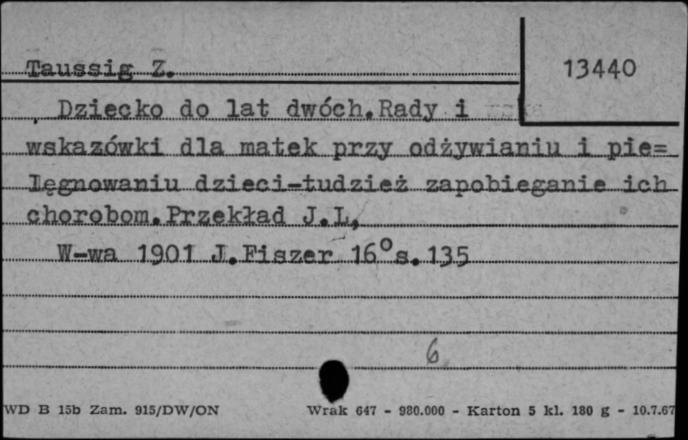 Taussig Z.
13440
Dziecko do lat dwóch.Rady i
wskazówki dla matek przy odżywianiu i pie=
lęgnowaniu dzieci-tudzież zapobieganie ich
chorobom.Przekład J.L,
W-wa 1901 J.Fiszer 16°s.135
6
WD B 15b Zam. 915/DW/ON Wrak 647 - 980.000 - Karton 5 kl. 180 g - 10.7.67